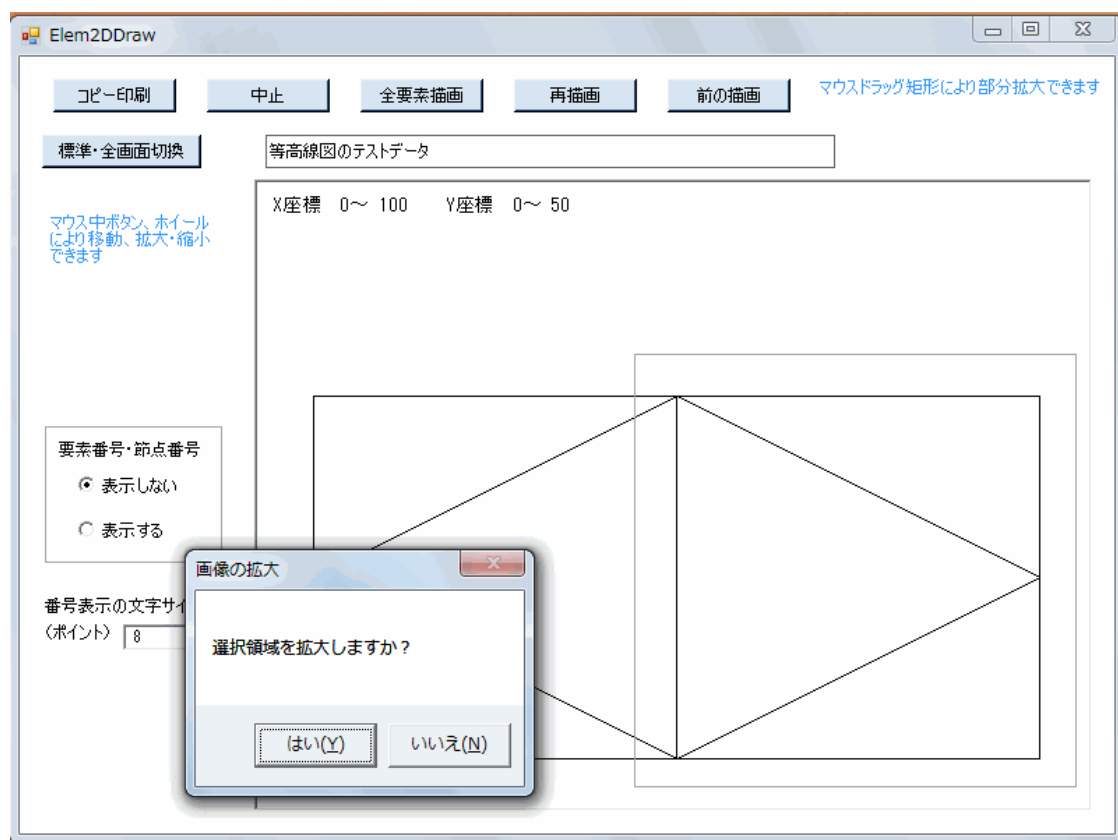 Elem2DDraw
コピー印刷
中止
全要素描画
再描画
前の描画
マウスドラッグ矩形により部分拡大できます
標準・全画面切換
等高線図のテストデータ
X座標 0～ 100 Y座標 0～ 50
マウス中ボタン、ホイール
により移動、拡大・縮小
できます
要素番号・節点番号
表示しない
表示する
番号表示の文字サイ
（ポイント） 8
画像の拡大
選択領域を拡大しますか？
はい(Y)
いいえ(N)